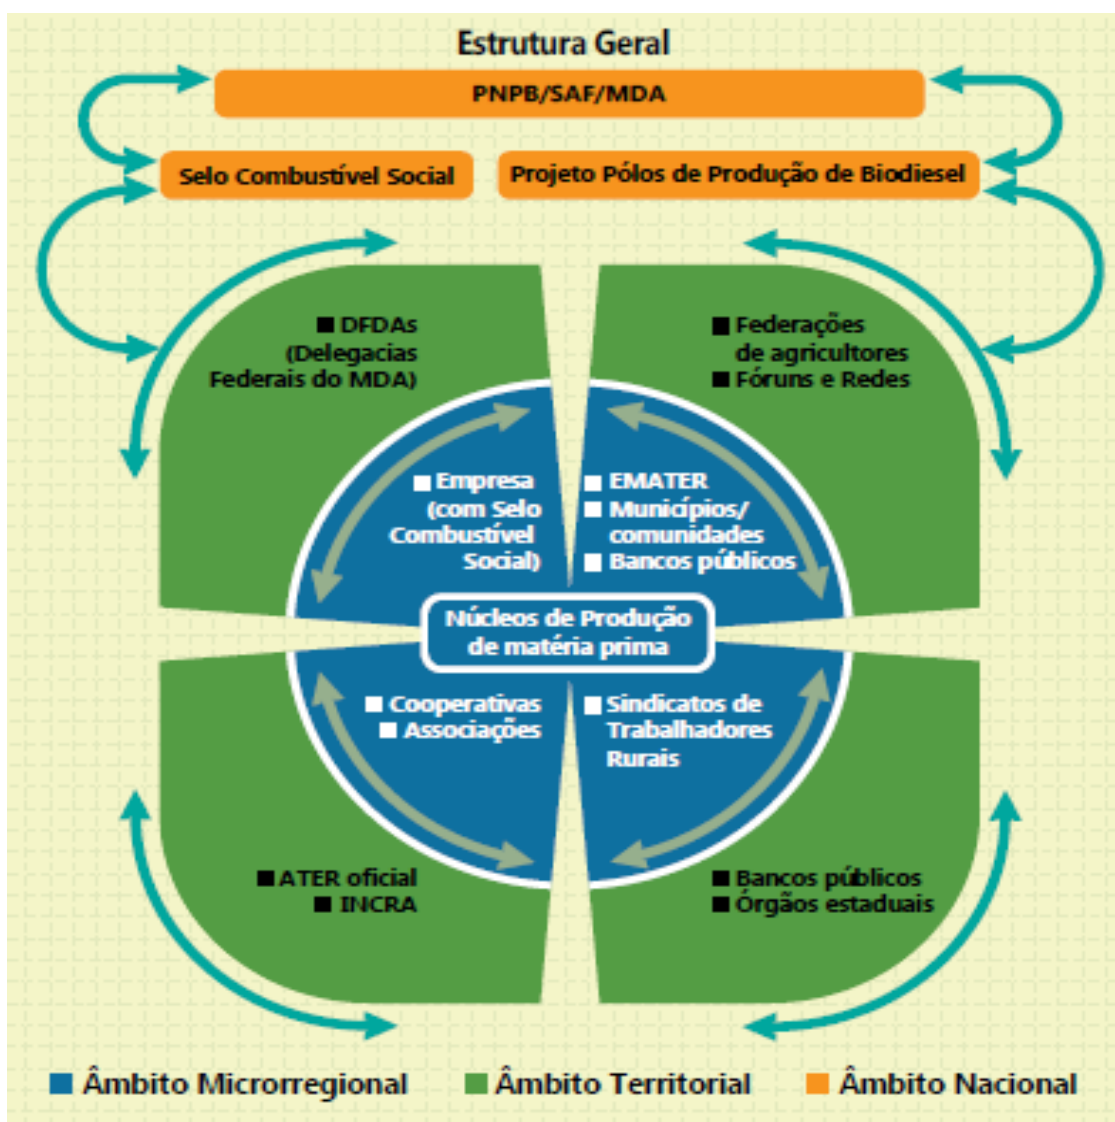 Estrutura Geral
PNPB/SAF/MDA
Selo Combustível Social
Projeto Pólos de Produção de Biodiesel
DFDAs
(Delegacias
Federais do MDA)
Federações
de agricultores
Fóruns e Redes
Empresa
(com Selo
Combustível
Social)
EMATER
Municípios/
comunidades
Bancos públicos
Núcleos de Produção
de matéria prima
Cooperativas
Associações
Sindicatos de
Trabalhadores
Rurais
ATER oficial
INCRA
Bancos públicos
Órgãos estaduais
Âmbito Microrregional
Âmbito Territorial
Âmbito Nacional